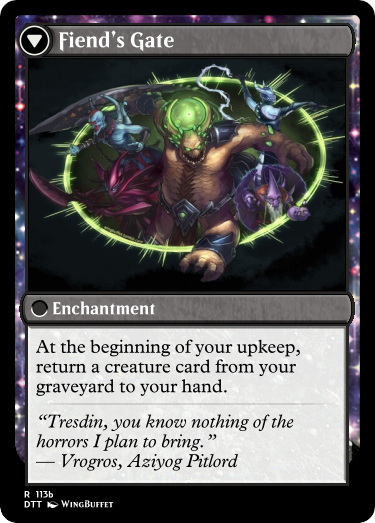 Fiend's Gate
Enchantment
At the beginning of your upkeep,
return a creature card from your
graveyard to your hand.
“Tresdin, you know nothing of the
horrors I plan to bring.”
— Vrogros, Aziyog Pitlord
R 113b
DTT WingBuffet